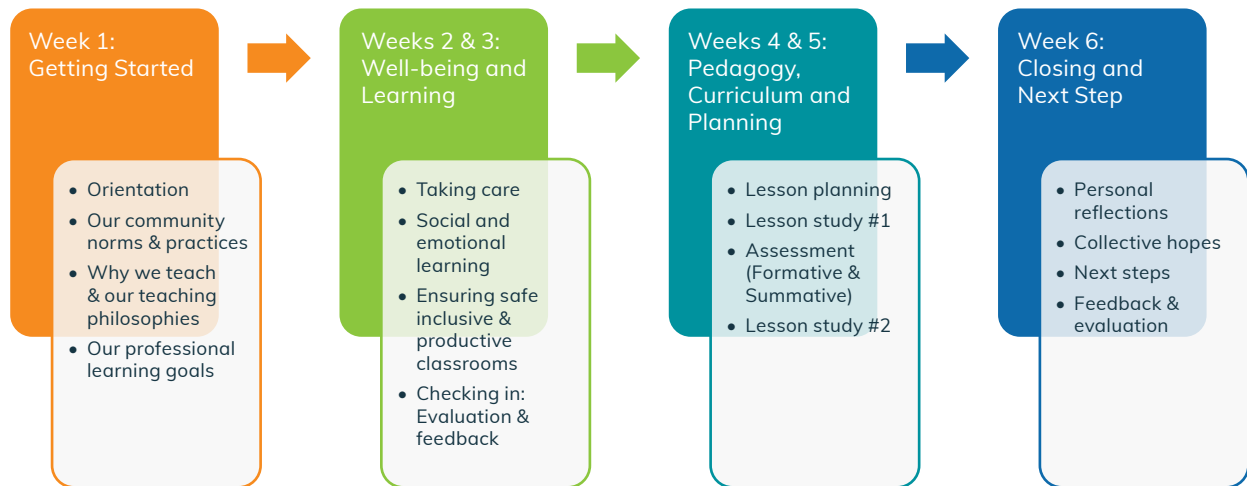 Week 1:
Getting Started
• Orientation
• Our community
norms & practices
• Why we teach
& our teaching
philosophies
• Our professional
learning goals
Weeks 2 & 3:
Well-being and
Learning
• Taking care
• Social and
emotional
learning
• Ensuring safe
inclusive &
productive
classrooms
• Checking in:
Evaluation &
feedback
Weeks 4 & 5:
Pedagogy,
Curriculum and
Planning
• Lesson planning
• Lesson study #1
• Assessment
(Formative &
Summative)
• Lesson study #2
Week 6:
Closing and
Next Step
• Personal
reflections
• Collective hopes
• Next steps
• Feedback &
evaluation